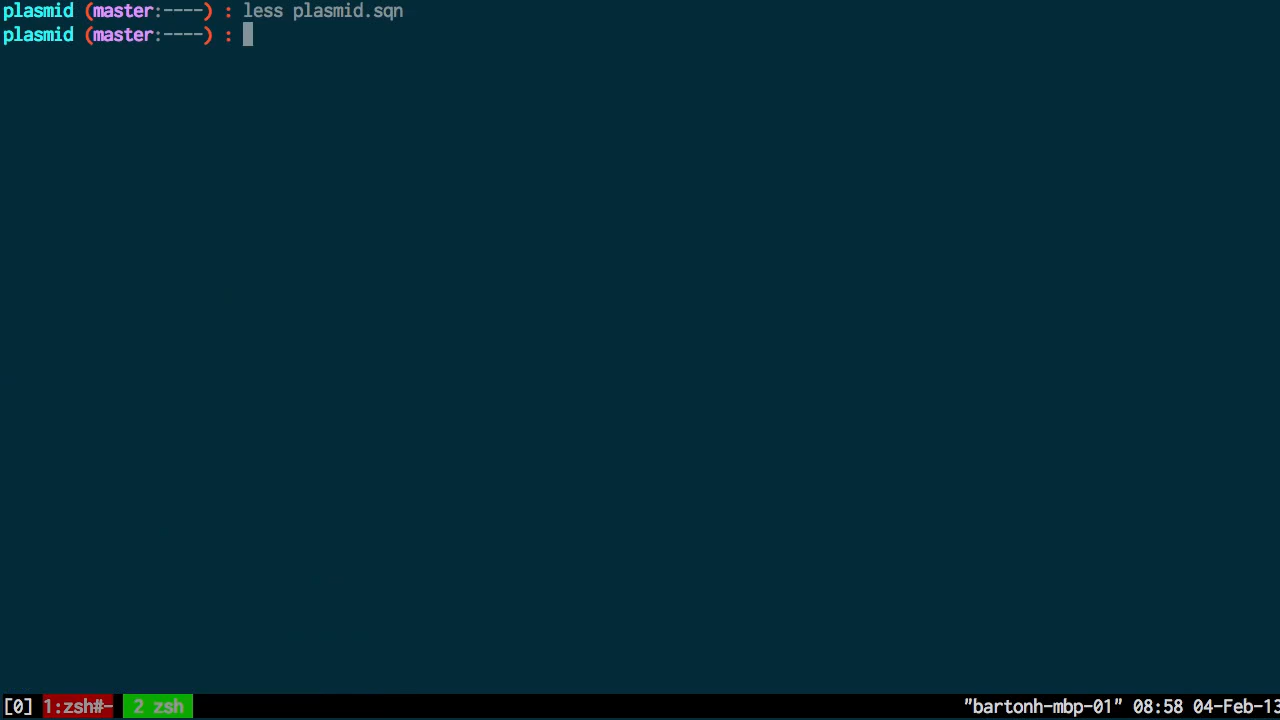 plasmid (master:----) : less plasmid.sqn
plasmid (master:----) :
[0] 1:zsh#- 2 zsh "bartonh-mbp-01" 08:58 04-Feb-13